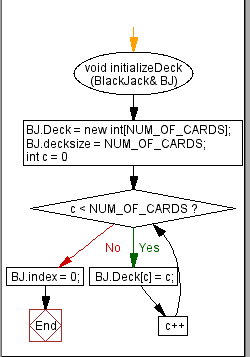 void initializeDeck
(BlackJack& BJ)
BJ.Deck = new int[NUM_OF_CARDS];
BJ.decksize = NUM_OF_CARDS;
int c = 0
c < NUM_OF_CARDS ?
No
Yes
BJ.index = 0;
BJ.Deck[c] = c;
End
c++